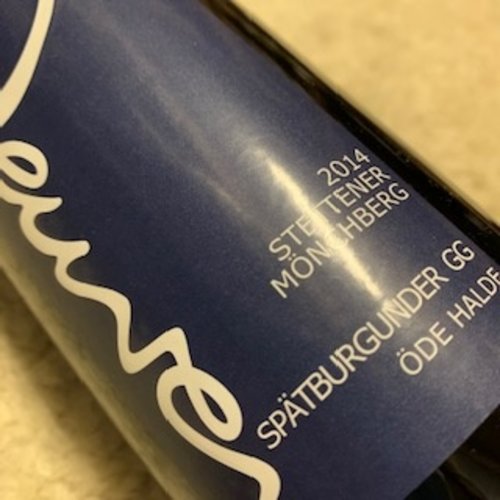 2014
STETTENER
MÖNCHBERG
SPÄTBURGUNDER GG
ÖDE HALDE